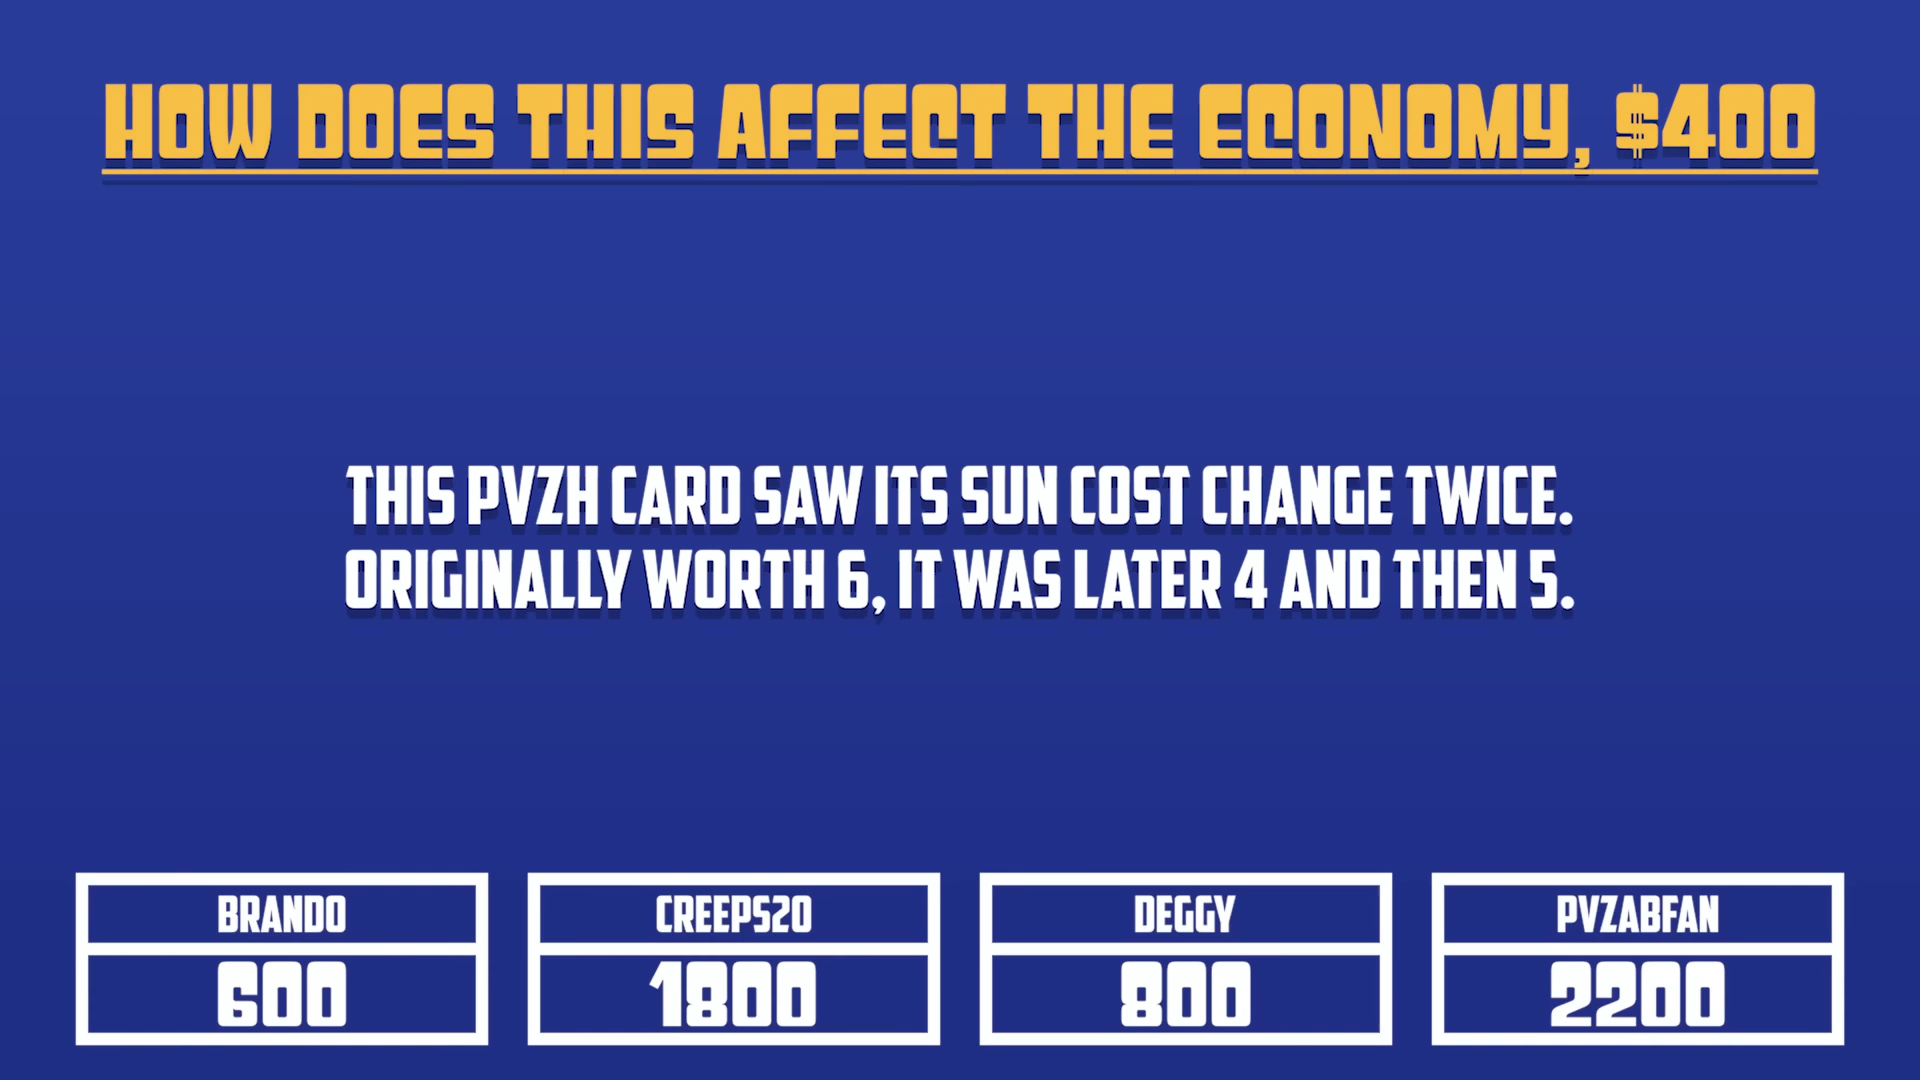 HOW DOES THIS AFFECT THE ECONOMY, $400
THIS PVZH CARD SAW ITS SUN COST CHANGE TWICE.
ORIGINALLY WORTH 6, IT WAS LATER 4 AND THEN 5.
BRANDO
CREEPS20
DEGGY
PVZABFAN
600
1800
800
2200